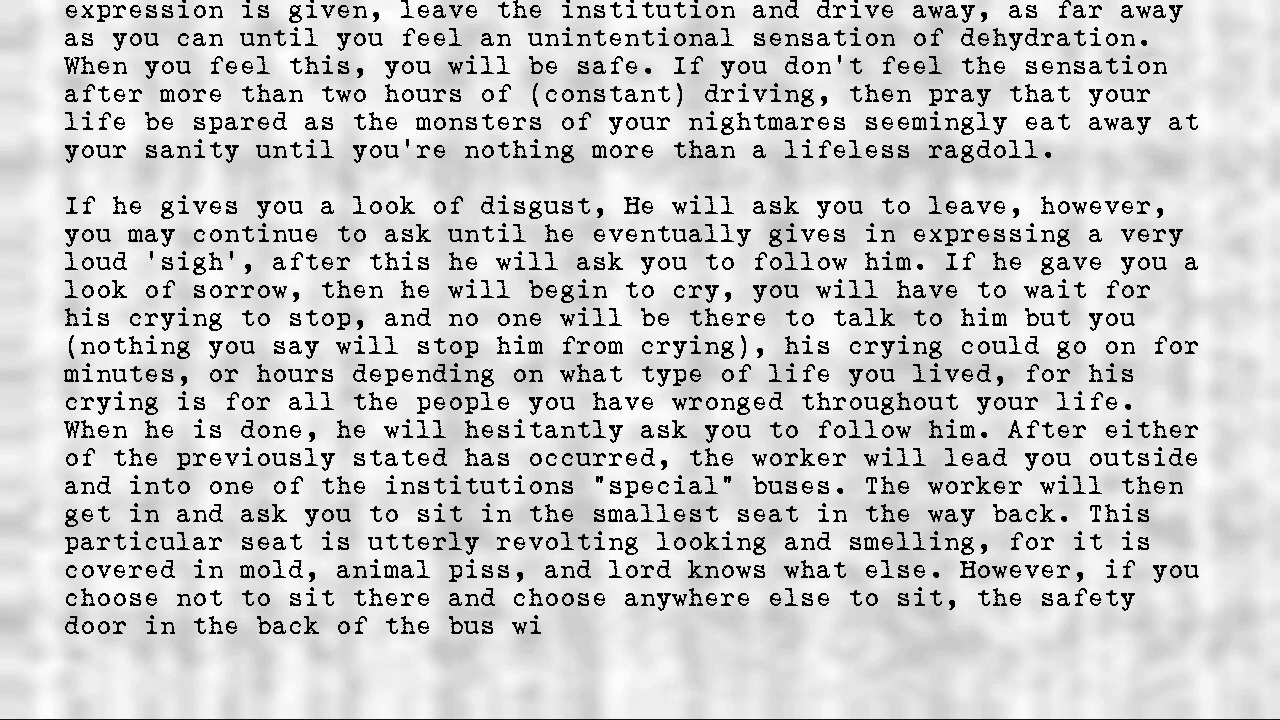 expression is given, leave the institution and drive away, as far away
as you can until you feel an unintentional sensation of dehydration.
When you feel this, you will be safe. If you don't feel the sensation
after more than two hours of (constant) driving, then pray that your
life be spared as the monsters of your nightmares seemingly eat away at
your sanity until you're nothing more than a lifeless ragdoll.
If he gives you a look of disgust, He will ask you to leave, however,
you may continue to ask until he eventually gives in expressing a very
loud 'sigh', after this he will ask you to follow him. If he gave you a
look of sorrow, then he will begin to cry, you will have to wait for
his crying to stop, and no one will be there to talk to him but you
(nothing you say will stop him from crying), his crying could go on for
minutes, or hours depending on what type of life you lived, for his
crying is for all the people you have wronged throughout your life.
When he is done, he will hesitantly ask you to follow him. After either
of the previously stated has occurred, the worker will lead you outside
and into one of the institutions "special" buses. The worker will then
get in and ask you to sit in the smallest seat in the way back. This
particular seat is utterly revolting looking and smelling, for it is
covered in mold, animal piss, and lord knows what else. However, if you
choose not to sit there and choose anywhere else to sit, the safety
door in the back of the bus wi